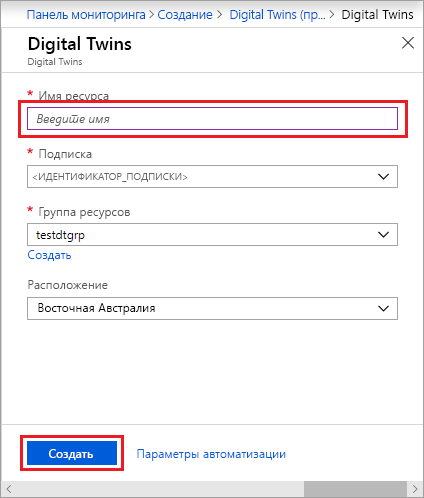 Панель мониторинга > Создание > Digital Twins (пр... > Digital Twins
Digital Twins
Digital Twins
* Имя ресурса
Введите имя
* Подписка
<ИДЕНТИФИКАТОР_ПОДПИСКИ>
* Группа ресурсов
testdtgrp
Создать
Расположение
Восточная Австралия
Создать Параметры автоматизации